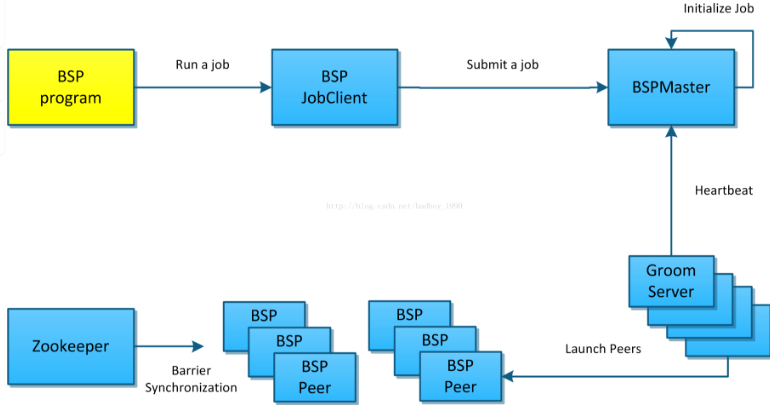 Initialize Job
BSP
program
Run a job
BSP
JobClient
Submit a job
BSPMaster
http://blog.csdn.net/badboy_1990
Heartbeat
Groom
Server
Zookeeper
Barrier
Synchronization
BSP
BSP
BSP
Peer
BSP
BSP
BSP
Peer
Launch Peers